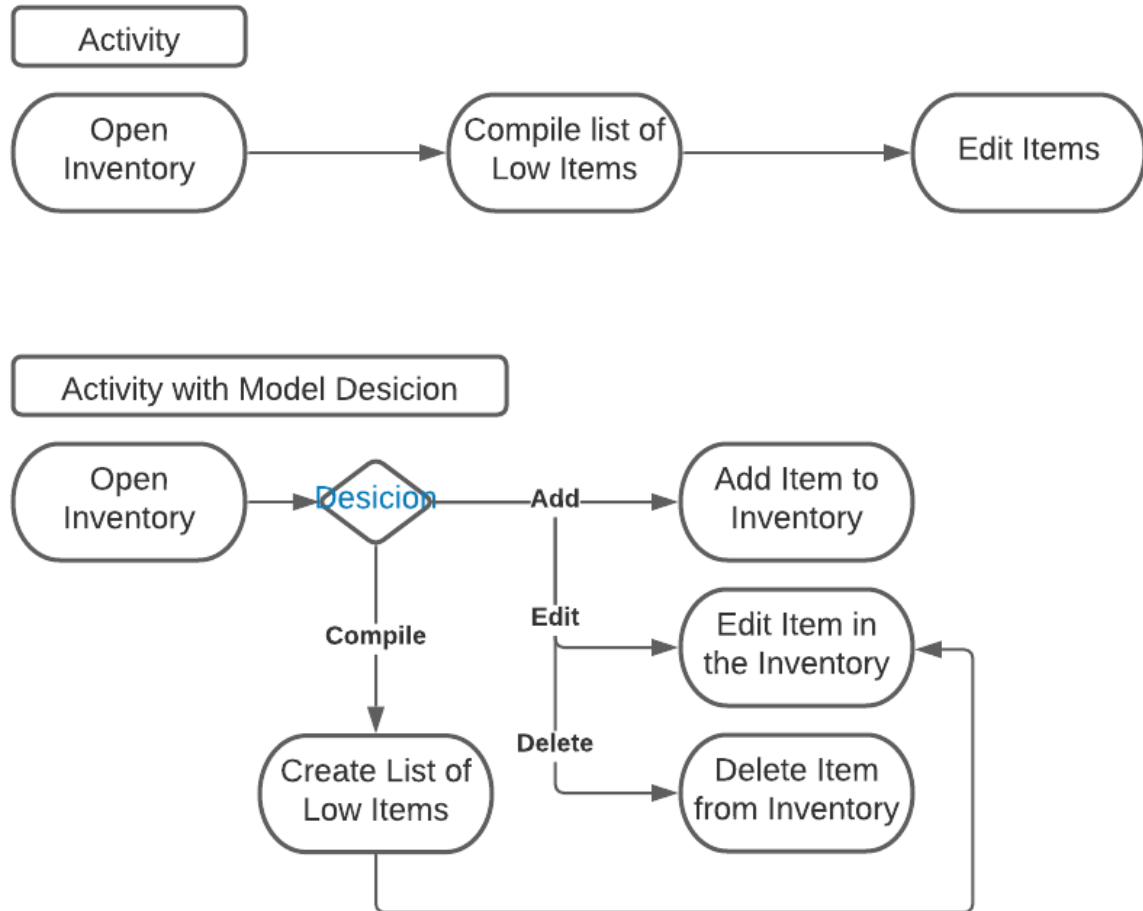 Activity
Open
Inventory
Compile list of
Low Items
Edit Items
Activity with Model Desicion
Open
Inventory
Desicion
Add
Add Item to
Inventory
Edit
Edit Item in
the Inventory
Compile
Delete
Create List of
Low Items
Delete Item
from Inventory